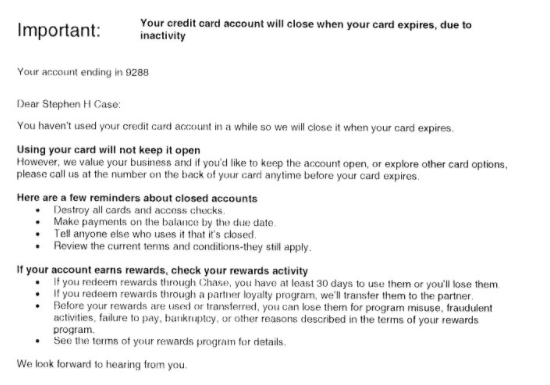 Important:
Your credit card account will close when your card expires, due to
inactivity
Your account ending in 9288
Dear Stephen H Case:
You haven't used your credit card account in a while so we will close it when your card expires.
Using your card will not keep it open
However, we value your business and if you'd like to keep the account open, or explore other card options,
please call us at the number on the back of your card anytime before your card expires.
Here are a few reminders about closed accounts
• Destroy all cards and access checks.
• Make payments on the balance by the due date.
• Tell anyone else who uses it that it's closed.
• Review the current terms and conditions-they still apply.
If your account earns rewards, check your rewards activity
• If you redeem rewards through Chase, you have at least 30 days to use them or you'll lose them.
• If you redeem rewards through a partner loyalty program, we'll transfer them to the partner.
• Before your rewards are used or transferred, you can lose them for program misuse, fraudulent
activities, failure to pay, bankruptcy, or other reasons described in the terms of your rewards
program.
• See the terms of your rewards program for details.
We look forward to hearing from you.